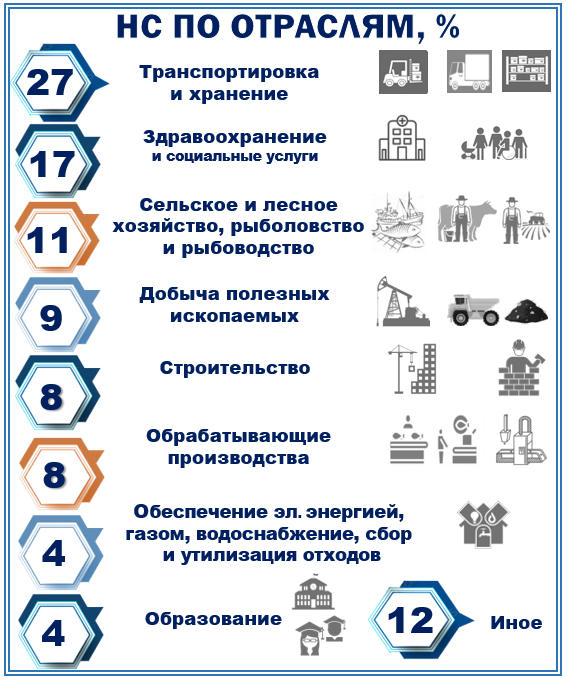 НС ПО ОТРАСЛЯМ, %
27
Транспортировка
и хранение
17
Здравоохранение
и социальные услуги
11
Сельское и лесное
хозяйство, рыболовство
и рыбоводство
9
Добыча полезных
ископаемых
8
Строительство
8
Обрабатывающие
производства
4
Обеспечение эл. энергией,
газом, водоснабжение, сбор
и утилизация отходов
4
Образование
12
Иное